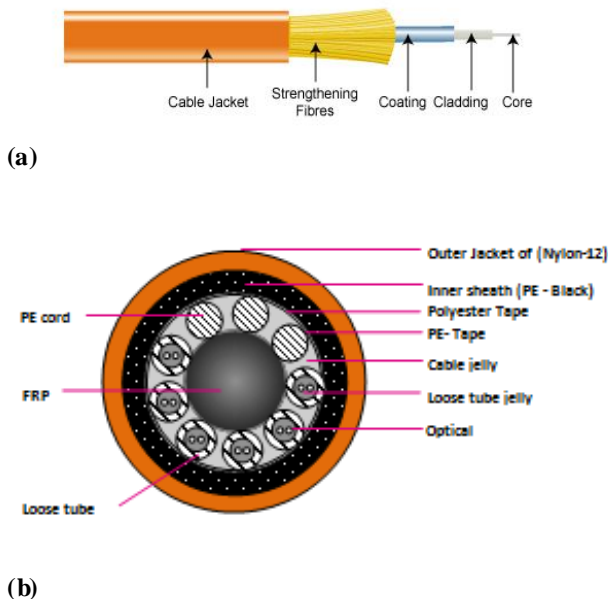 Cable Jacket
Strengthening
Fibres
Coating
Cladding
Core
(a)
Outer Jacket of (Nylon-12)
Inner sheath (PE - Black)
Polyester Tape
PE cord
PE- Tape
Cable jelly
FRP
Loose tube jelly
Optical
Loose tube
(b)